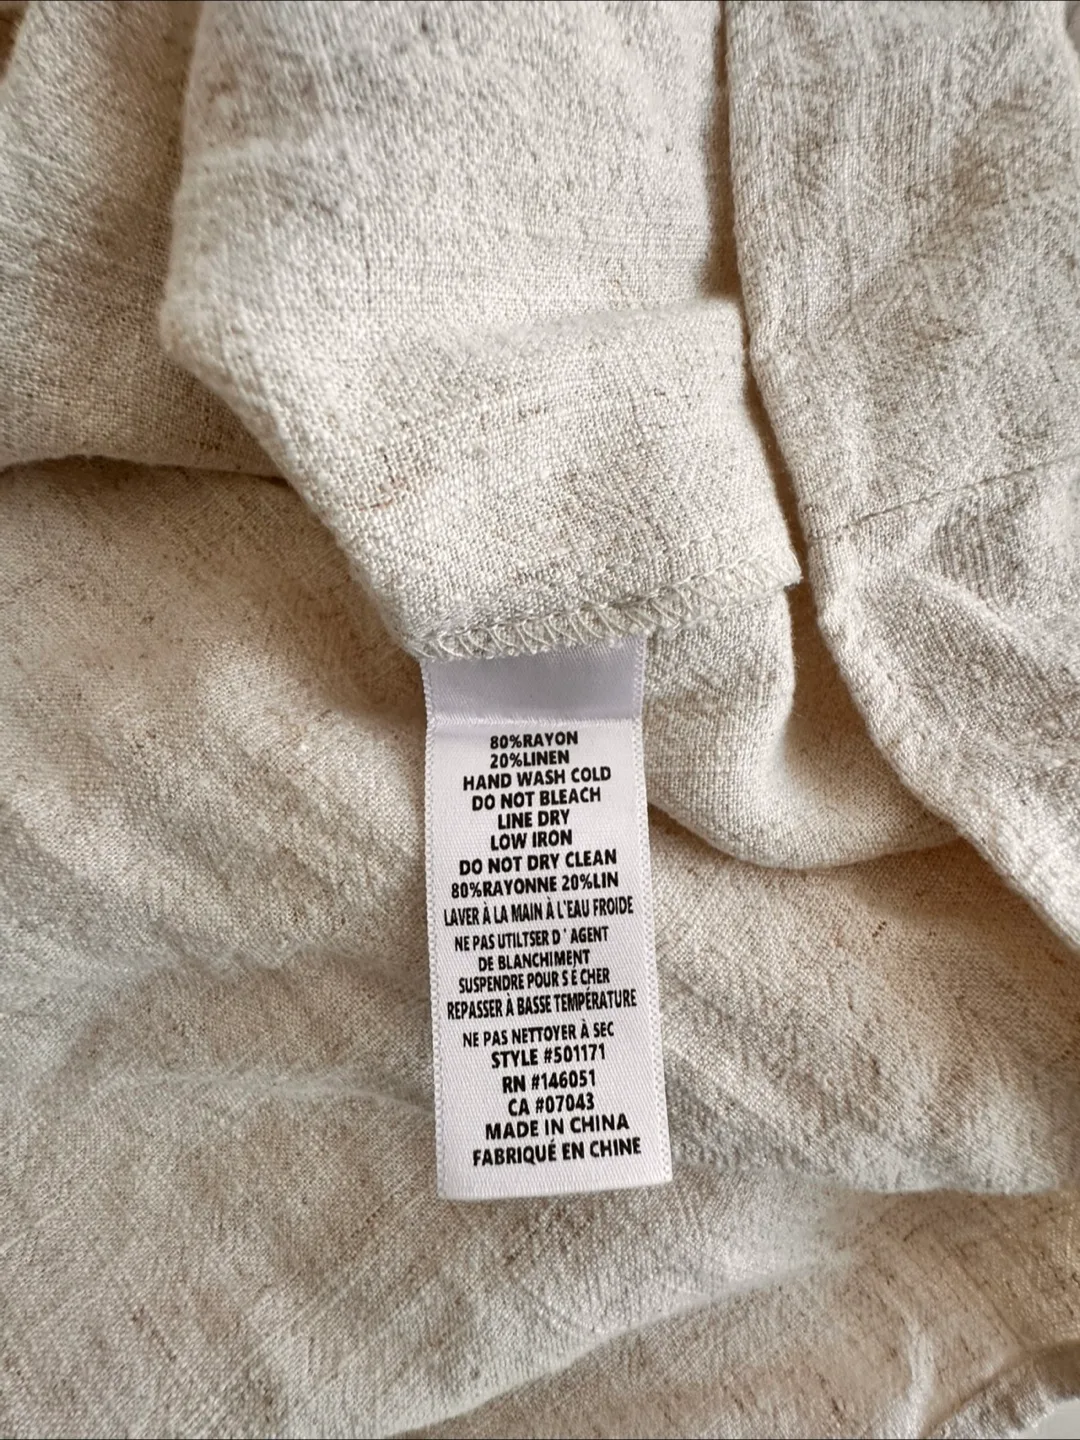 80%RAYON
20%LINEN
HAND WASH COLD
DO NOT BLEACH
LINE DRY
LOW IRON
DO NOT DRY CLEAN
80%RAYONNE 20%LIN
LAVER À LA MAIN À L'EAU FROIDE
NE PAS UTILTSER D' AGENT
DE BLANCHIMENT
SUSPENDRE POUR S É CHER
REPASSER À BASSE TEMPÉRATURE
NE PAS NETTOYER À SEC
STYLE #501171
RN #146051
CA #07043
MADE IN CHINA
FABRIQUÉ EN CHINE